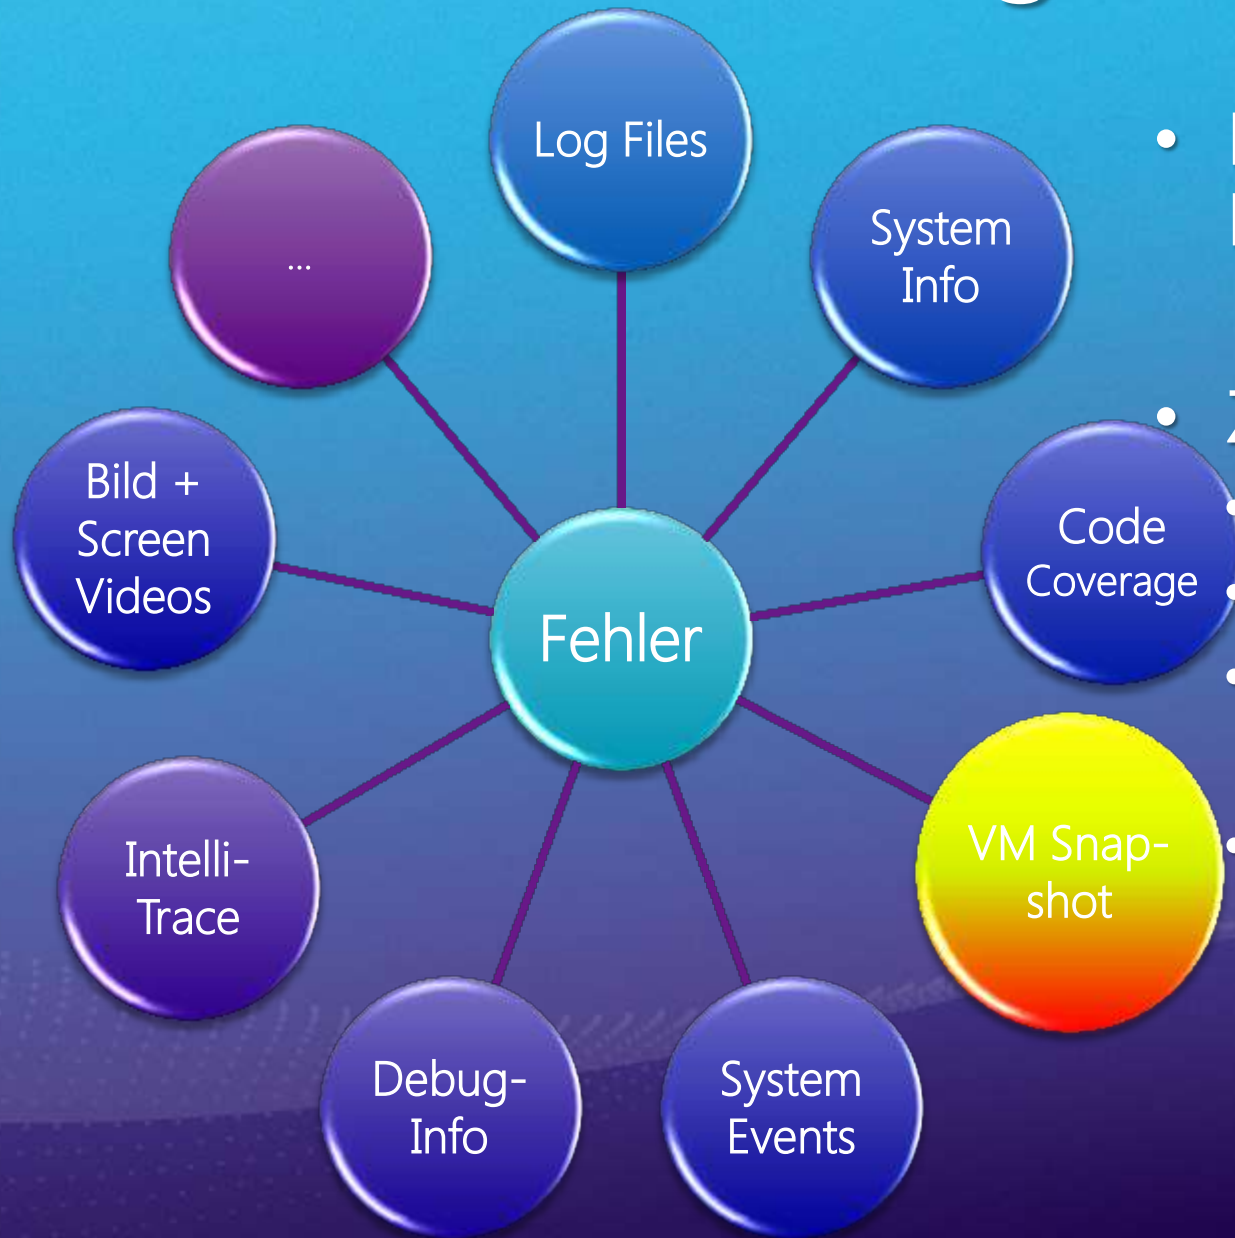 Log Files
System
Info
...
Bild +
Screen
Videos
Code
Coverage
Fehler
VM Snap-
shot
Intelli-
Trace
Debug-
Info
System
Events